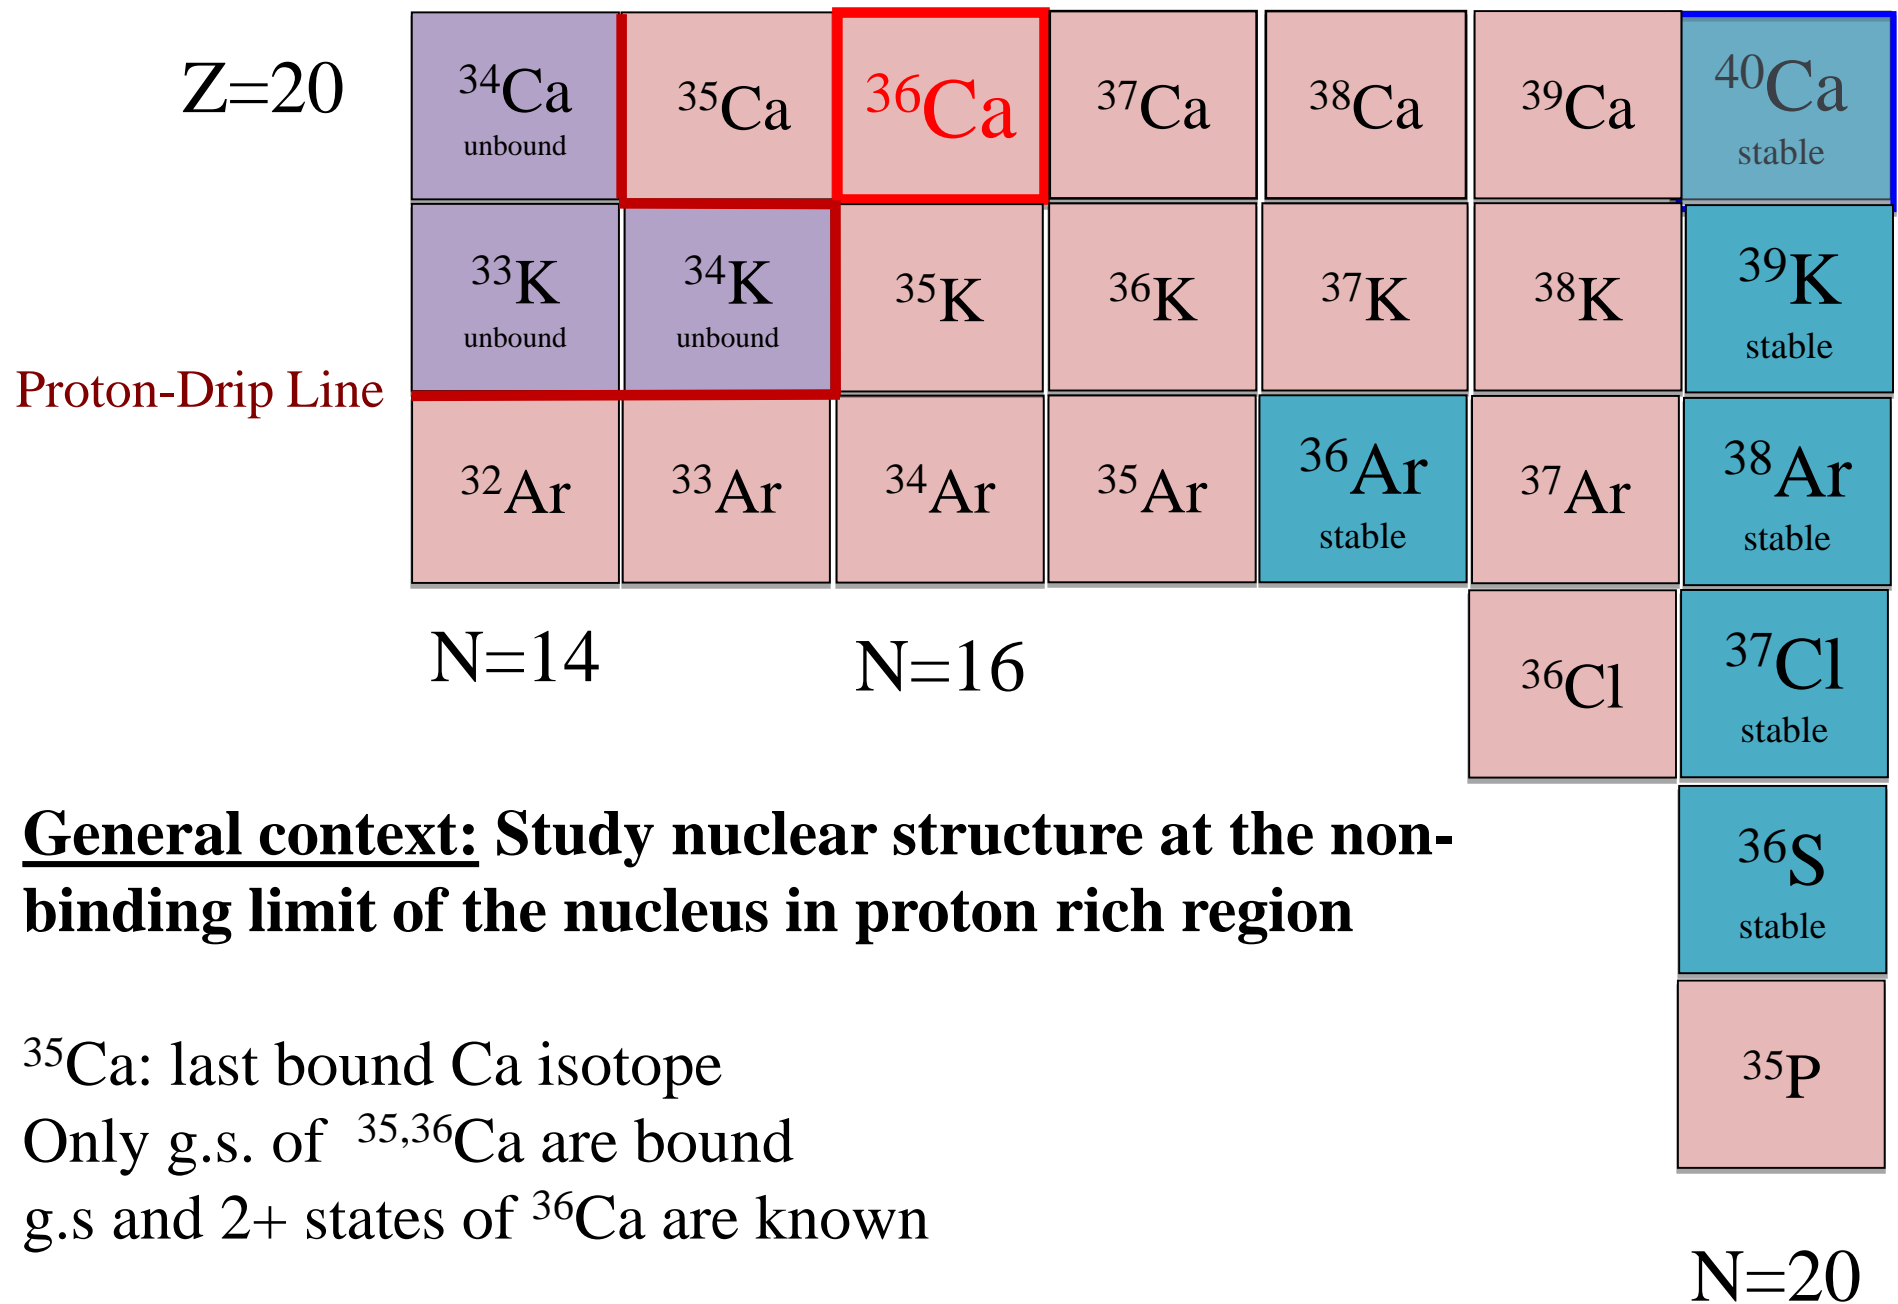 Z=20
³⁴Ca ³⁵Ca ³⁶Ca ³⁷Ca ³⁸Ca ³⁹Ca ⁴⁰Ca
unbound stable
³³K ³⁴K ³⁵K ³⁶K ³⁷K ³⁸K ³⁹K
unbound unbound stable
Proton-Drip Line
³²Ar ³³Ar ³⁴Ar ³⁵Ar ³⁶Ar ³⁷Ar ³⁸Ar
stable stable
N=14 N=16
³⁶Cl ³⁷Cl
stable
General context: Study nuclear structure at the non-
binding limit of the nucleus in proton rich region
³⁶S
stable
³⁵Ca: last bound Ca isotope
Only g.s. of ³⁵,³⁶Ca are bound
g.s and 2+ states of ³⁶Ca are known
³⁵P
N=20